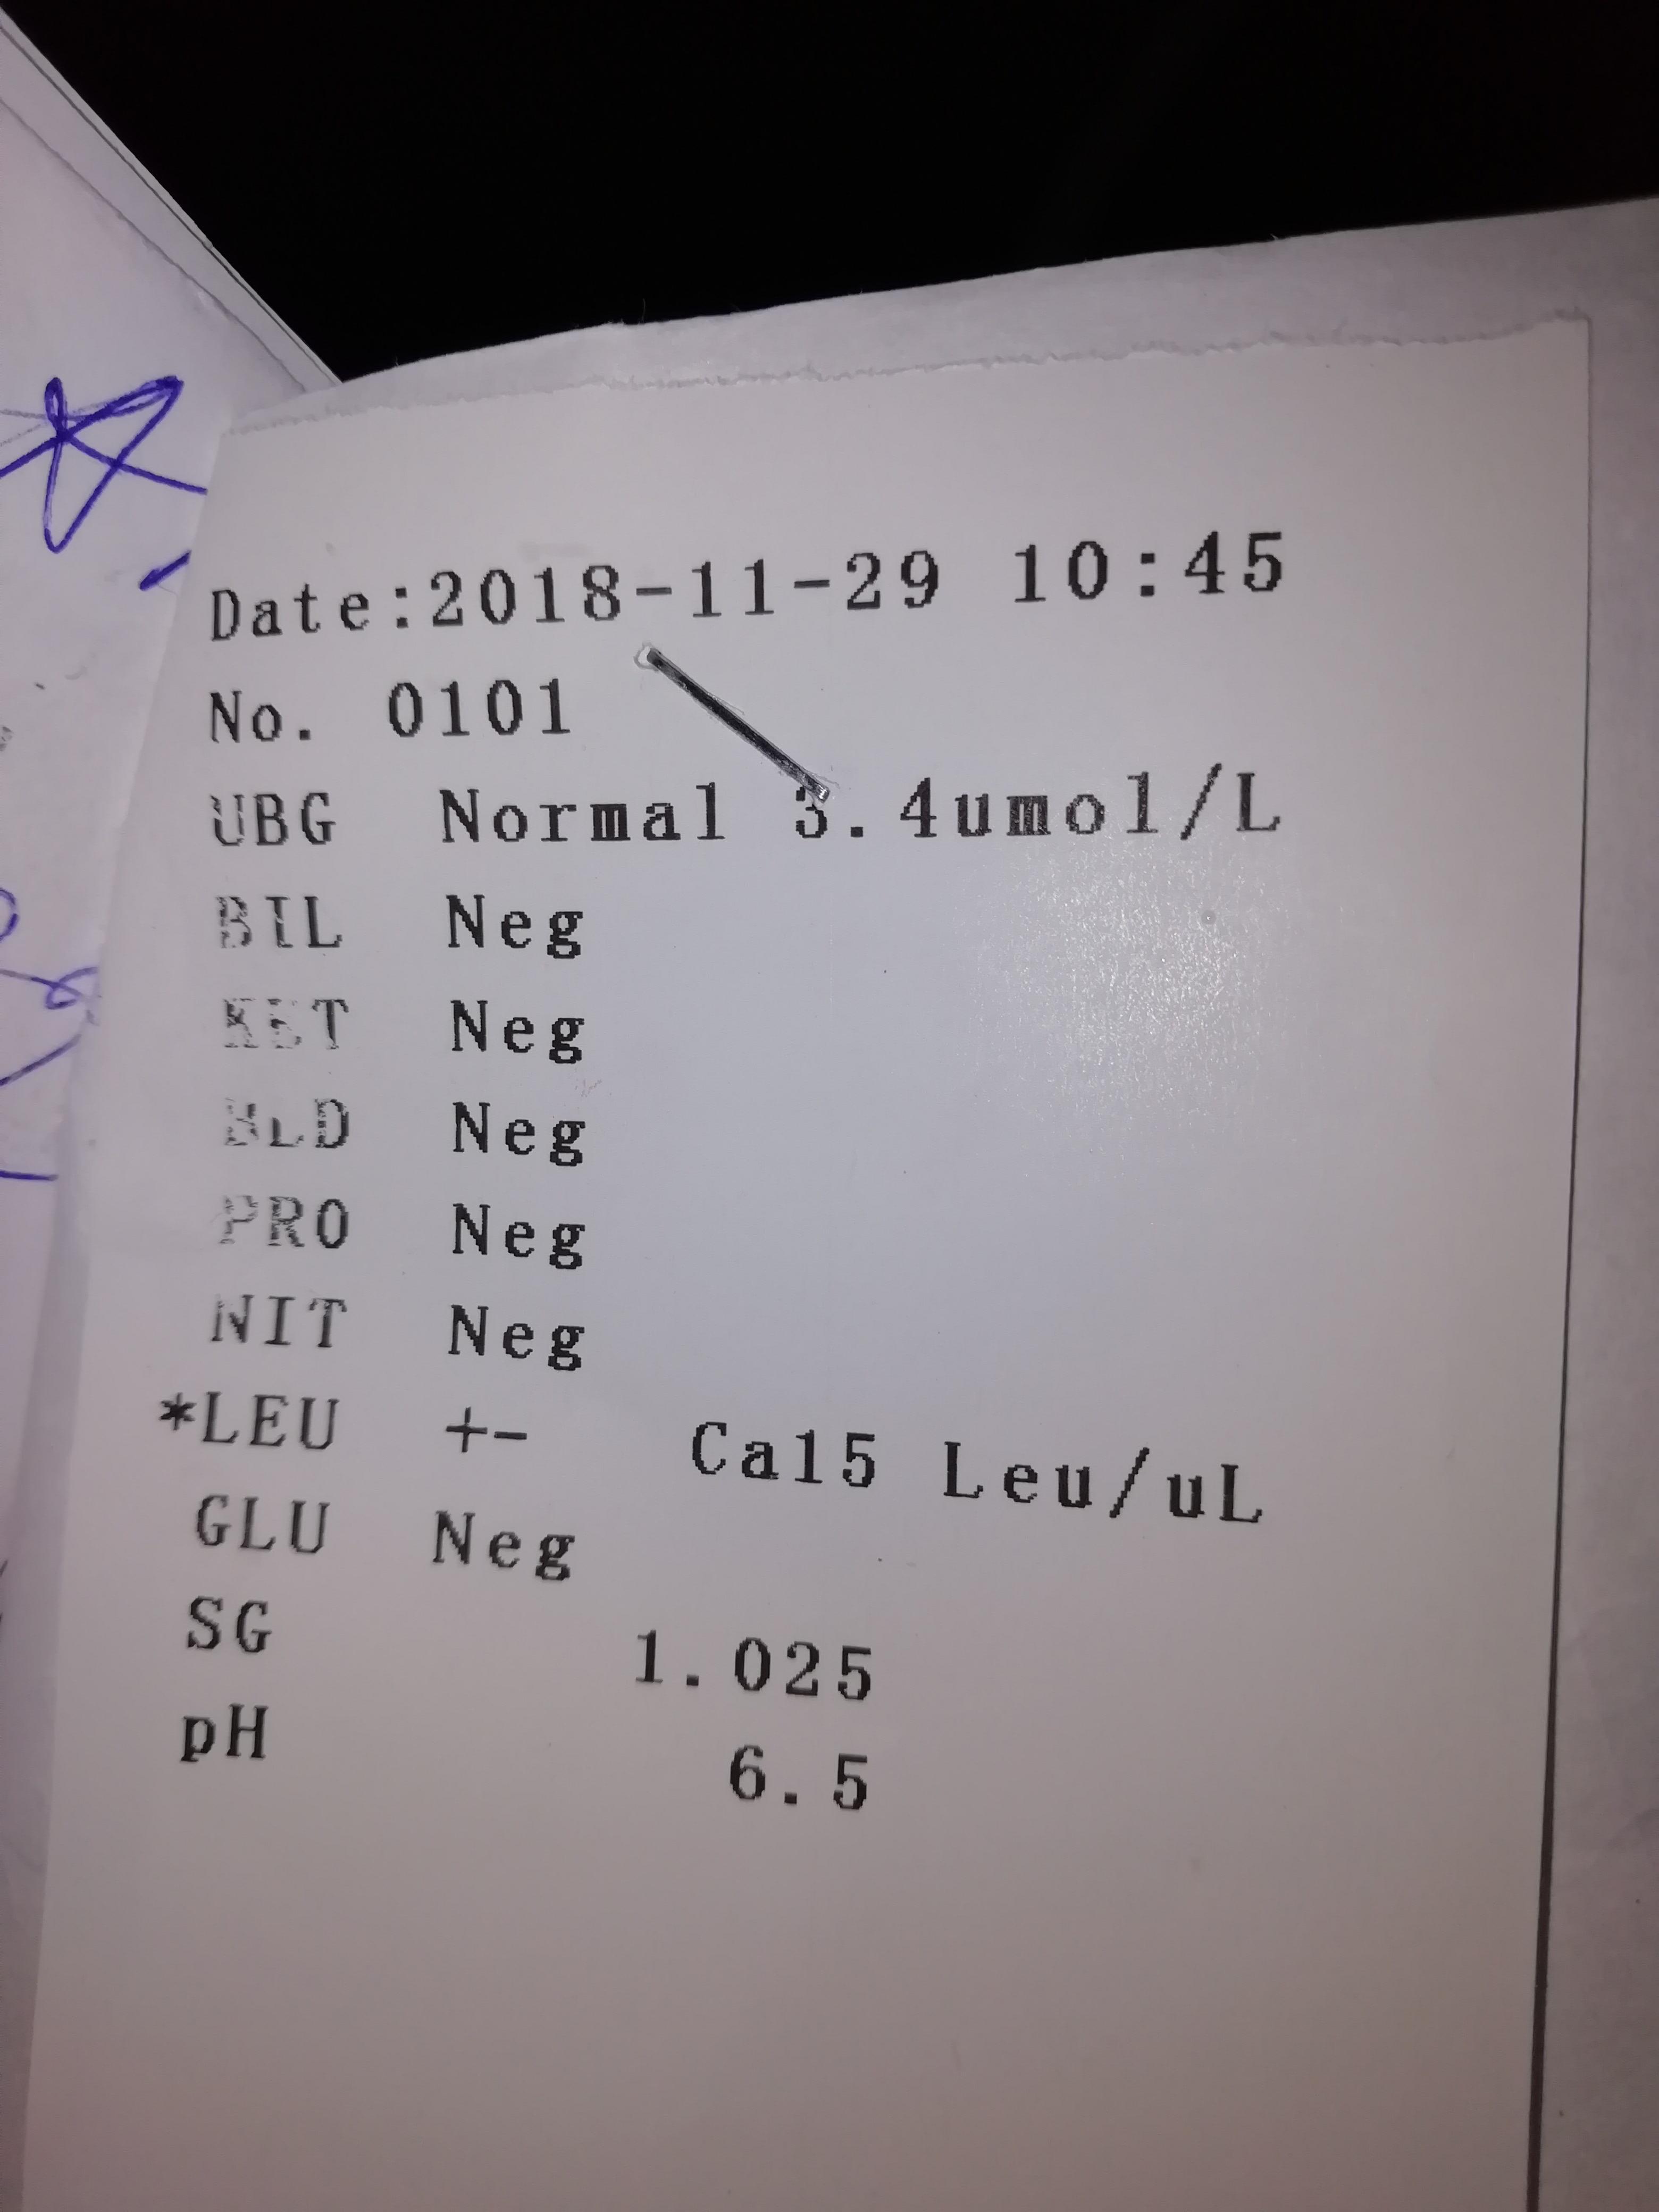 Date:2018-11-29 10:45
No. 0101
UBG Normal 3.4umol/L
BIL Neg
KET Neg
BLD Neg
PRO Neg
NIT Neg
*LEU +- Ca15 Leu/uL
GLU Neg
SG 1.025
pH 6.5